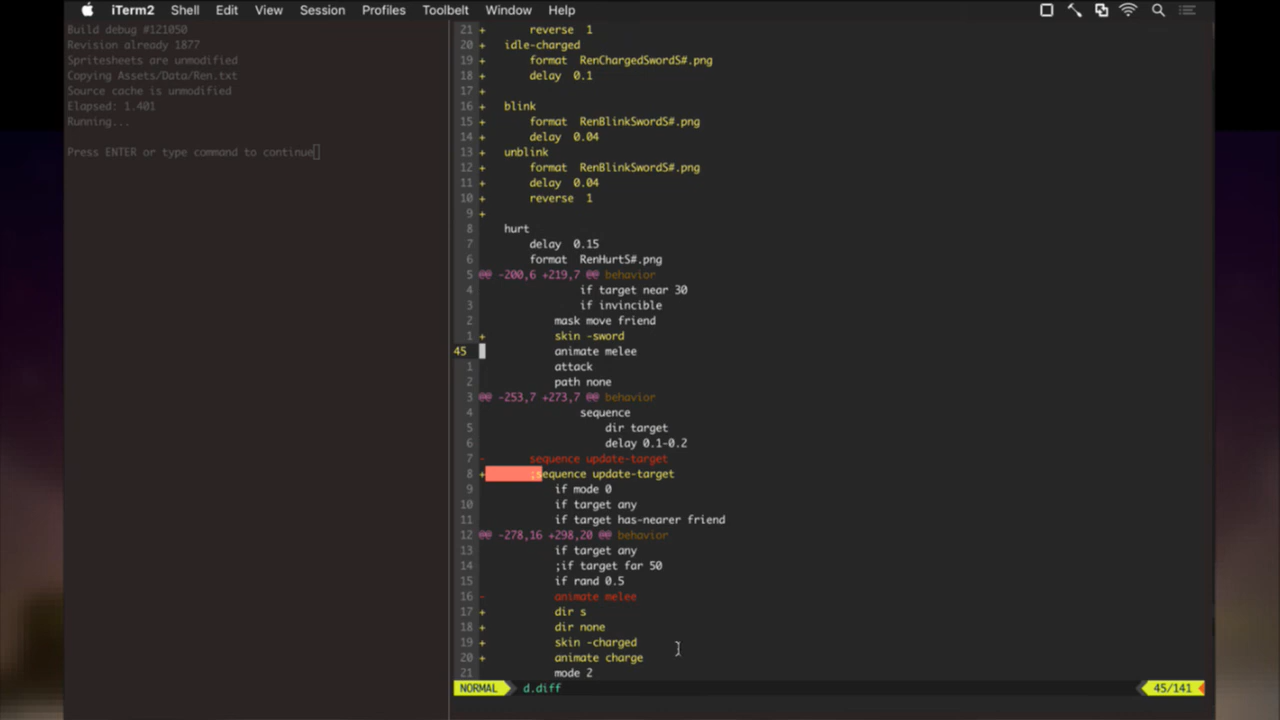 iTerm2 Shell Edit View Session Profiles Toolbelt Window Help
Build debug #121050
Revision already 1877
Spritesheets are unmodified
Copying Assets/Data/Ren.txt
Source cache is unmodified
Elapsed: 1.401
Running...
Press ENTER or type command to continue
21 + reverse 1
20 + idle-charged
19 + format RenChargedSwordS#.png
18 + delay 0.1
17 +
16 + blink
15 + format RenBlinkSwordS#.png
14 + delay 0.04
13 + unblink
12 + format RenBlinkSwordS#.png
11 + delay 0.04
10 + reverse 1
9 +
8 hurt
7 delay 0.15
6 format RenHurtS#.png
5 @@ -200,6 +219,7 @@ behavior
4 if target near 30
3 if invincible
2 mask move friend
1 + skin -sword
45 animate melee
1 attack
2 path none
3 @@ -253,7 +273,7 @@ behavior
4 sequence
5 dir target
6 delay 0.1-0.2
7 - sequence update-target
8 + ;sequence update-target
9 if mode 0
10 if target any
11 if target has-nearer friend
12 @@ -278,16 +298,20 @@ behavior
13 if target any
14 ;if target far 50
15 if rand 0.5
16 - animate melee
17 + dir s
18 + dir none
19 + skin -charged
20 + animate charge
21 mode 2
NORMAL d.diff 45/141